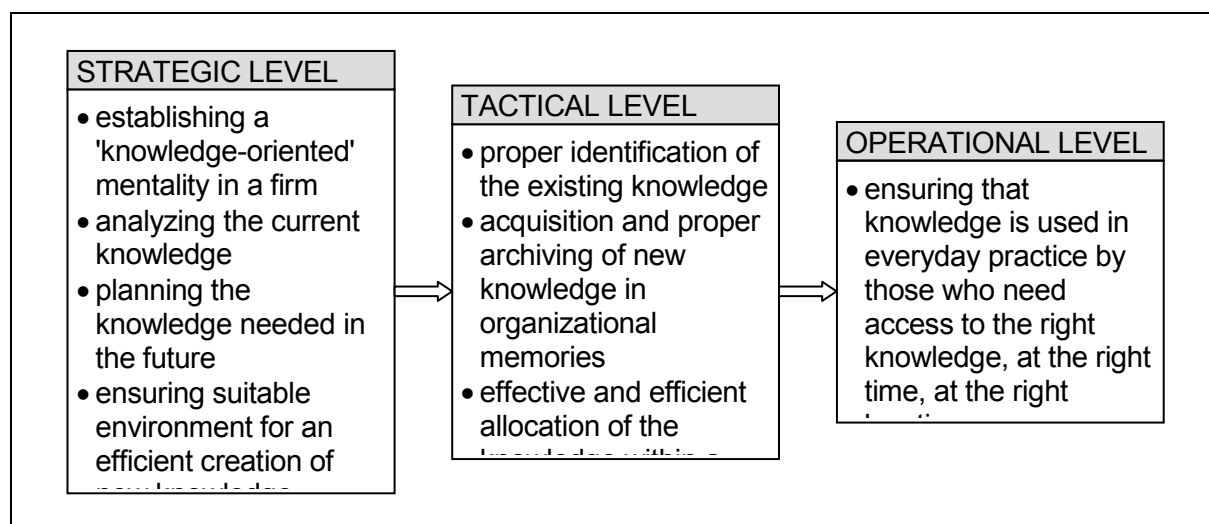 STRATEGIC LEVEL
• establishing a
'knowledge-oriented'
mentality in a firm
• analyzing the current
knowledge
• planning the
knowledge needed in
the future
• ensuring suitable
environment for an
efficient creation of
new knowledge
TACTICAL LEVEL
• proper identification of
the existing knowledge
• acquisition and proper
archiving of new
knowledge in
organizational
memories
• effective and efficient
allocation of the
knowledge within a
OPERATIONAL LEVEL
• ensuring that
knowledge is used in
everyday practice by
those who need
access to the right
knowledge, at the right
time, at the right